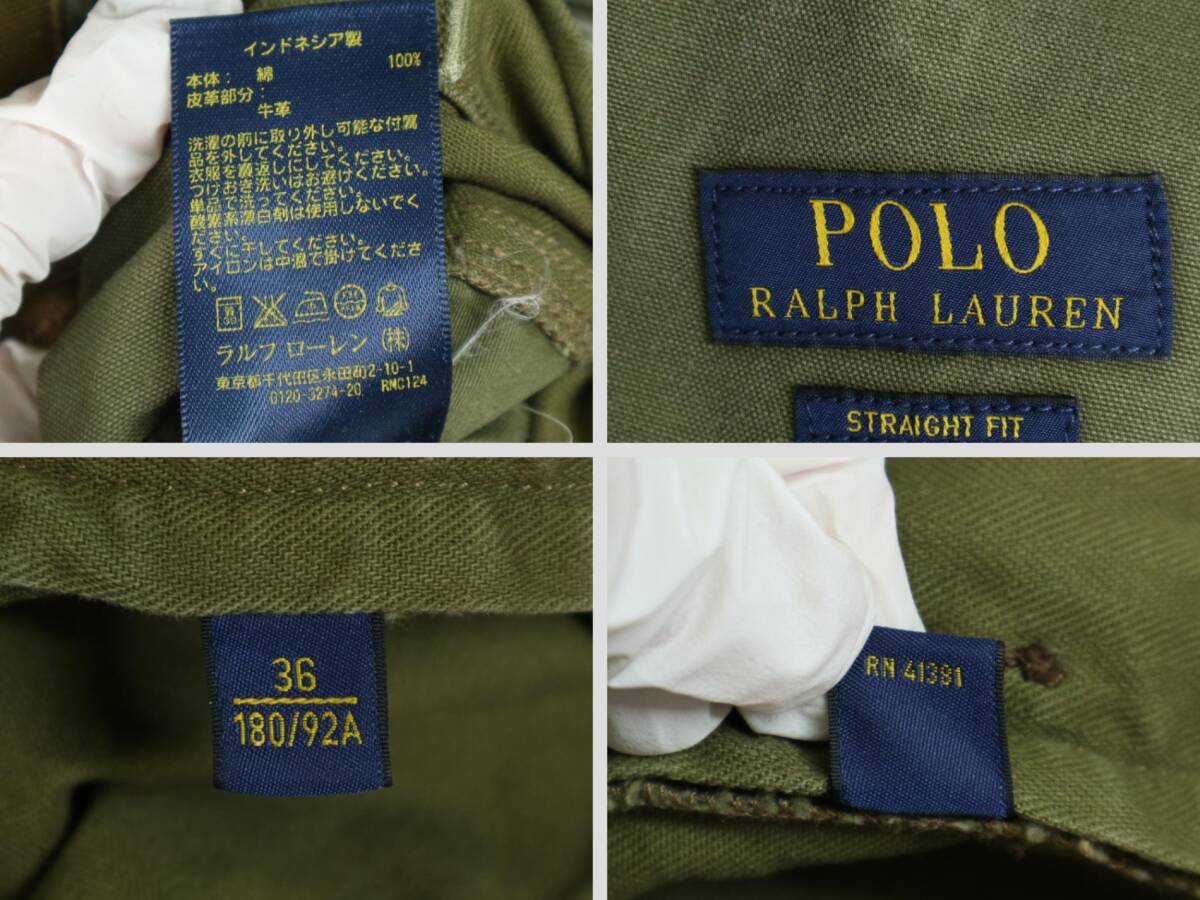 インドネシア製
本体: 綿 100%
皮革部分:
牛革
洗濯の前に取り外し可能な付属
品を外してください。
衣服を裏返しにしてください。
つけおき洗いはお避けください。
単品で洗ってください。
酸素系漂白剤は使用しないでく
ださい。
すぐに干してください。
アイロンは中温で掛けてくださ
い。
ラルフ ローレン (株)
東京都千代田区永田町2-10-1
0120-3274-20 RMC124
POLO
RALPH LAUREN
STRAIGHT FIT
36
180/92A
RN 41381